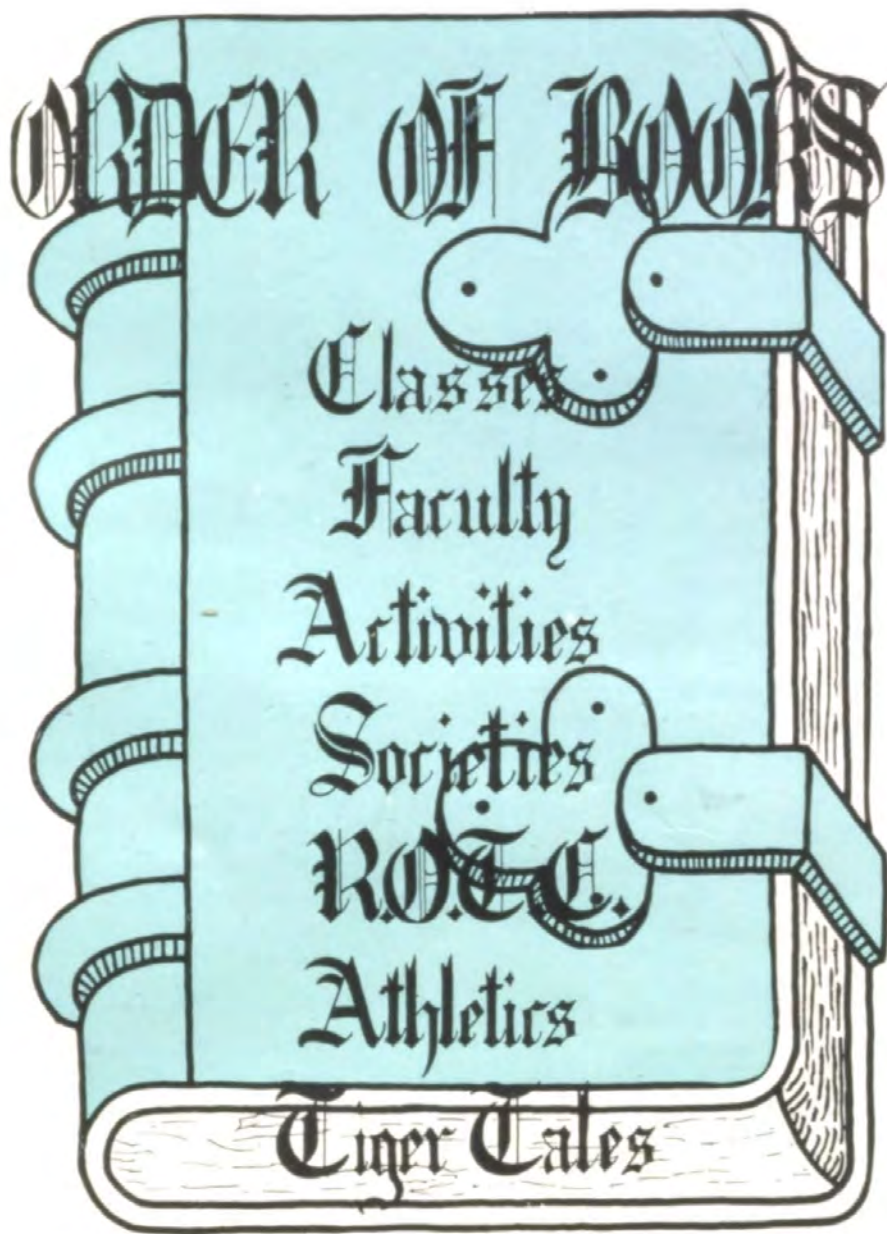 ORDER OF BOOKS
Classes
Faculty
Activities
Societies
R.O.T.C.
Athletics
Tiger Tales